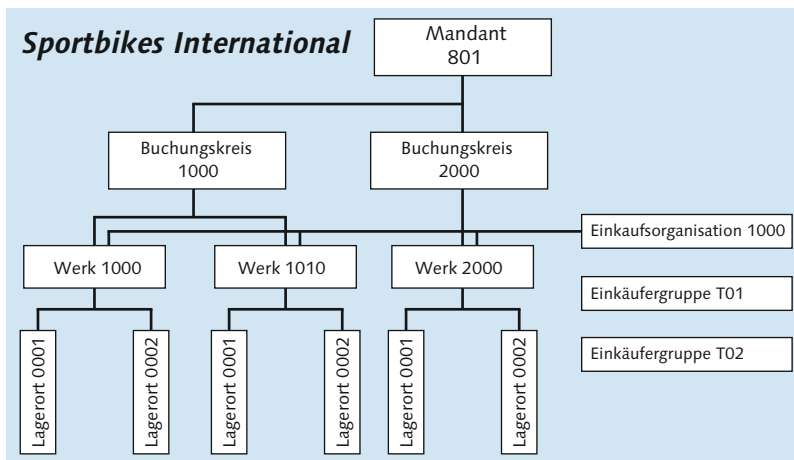 Sportbikes International
Mandant
801
Buchungskreis
1000
Buchungskreis
2000
Einkaufsorganisation 1000
Werk 1000
Werk 1010
Werk 2000
Einkäufergruppe T01
Einkäufergruppe T02
Lagerort 0001
Lagerort 0002
Lagerort 0001
Lagerort 0002
Lagerort 0001
Lagerort 0002